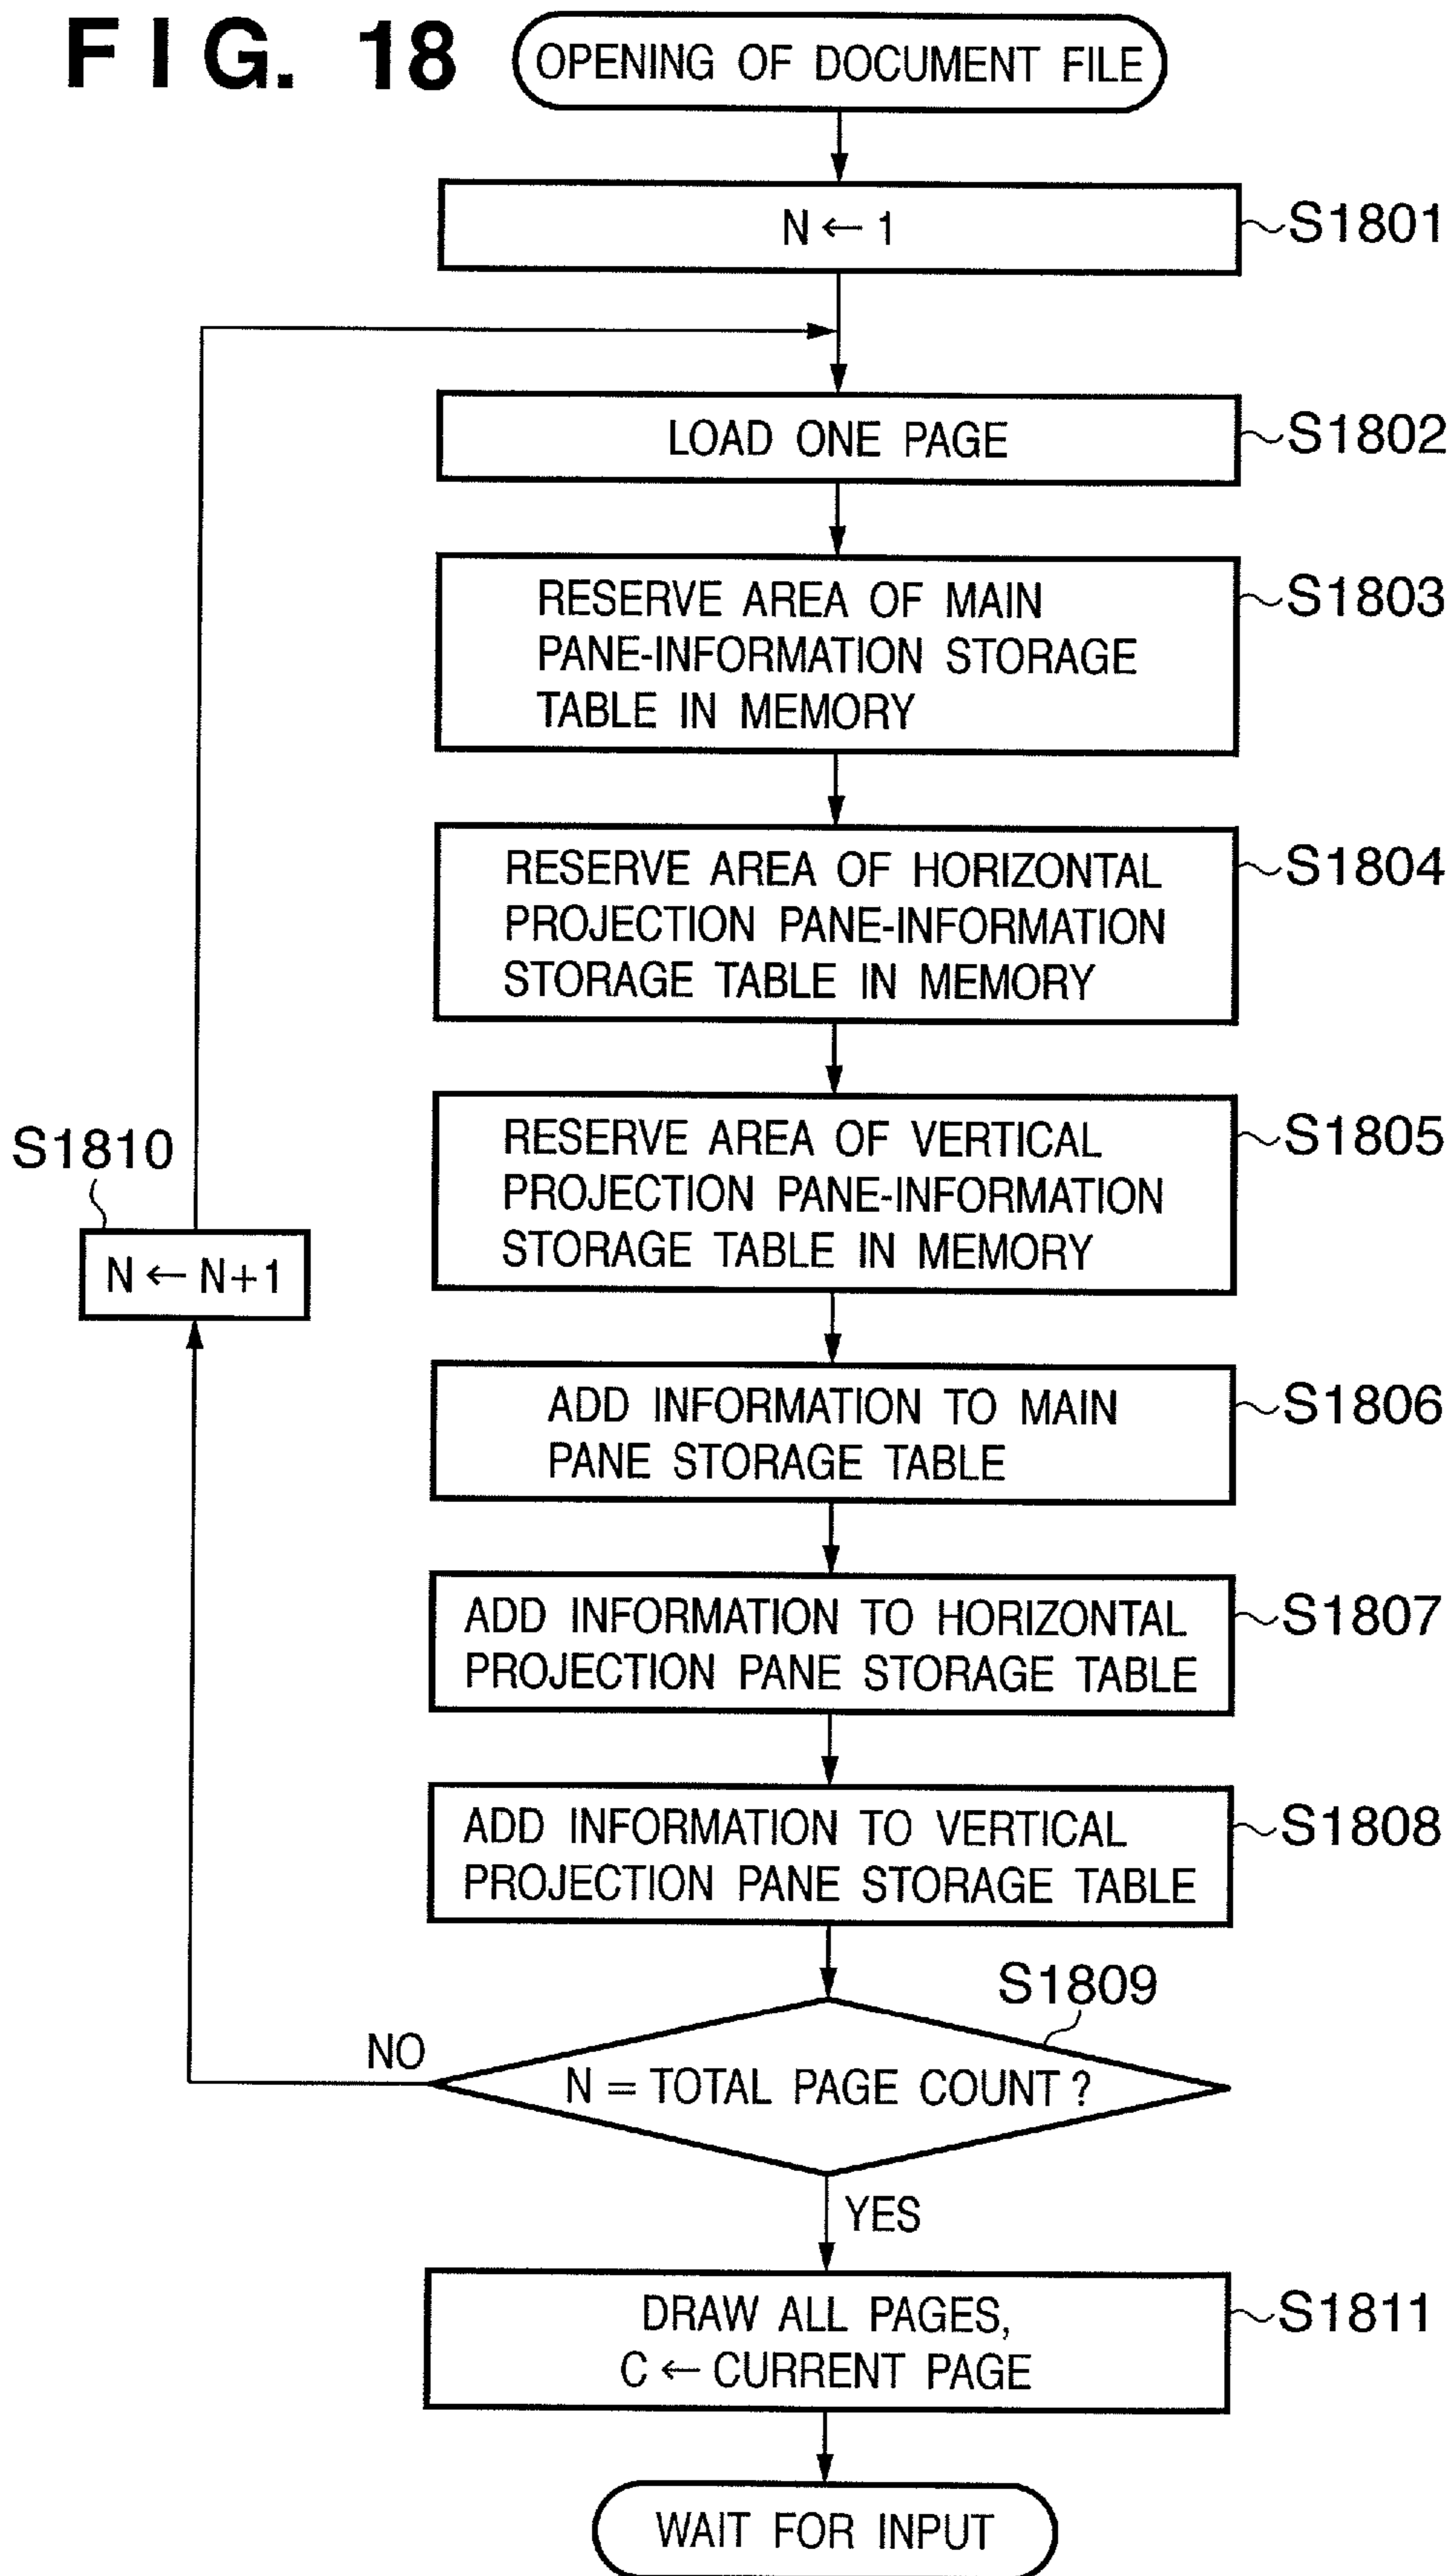 FIG. 18
OPENING OF DOCUMENT FILE
N ← 1
S1801
LOAD ONE PAGE
S1802
RESERVE AREA OF MAIN
PANE-INFORMATION STORAGE
TABLE IN MEMORY
S1803
RESERVE AREA OF HORIZONTAL
PROJECTION PANE-INFORMATION
STORAGE TABLE IN MEMORY
S1804
RESERVE AREA OF VERTICAL
PROJECTION PANE-INFORMATION
STORAGE TABLE IN MEMORY
S1805
S1810
N ← N+1
ADD INFORMATION TO MAIN
PANE STORAGE TABLE
S1806
ADD INFORMATION TO HORIZONTAL
PROJECTION PANE STORAGE TABLE
S1807
ADD INFORMATION TO VERTICAL
PROJECTION PANE STORAGE TABLE
S1808
S1809
NO
N = TOTAL PAGE COUNT ?
YES
DRAW ALL PAGES,
C ← CURRENT PAGE
S1811
WAIT FOR INPUT